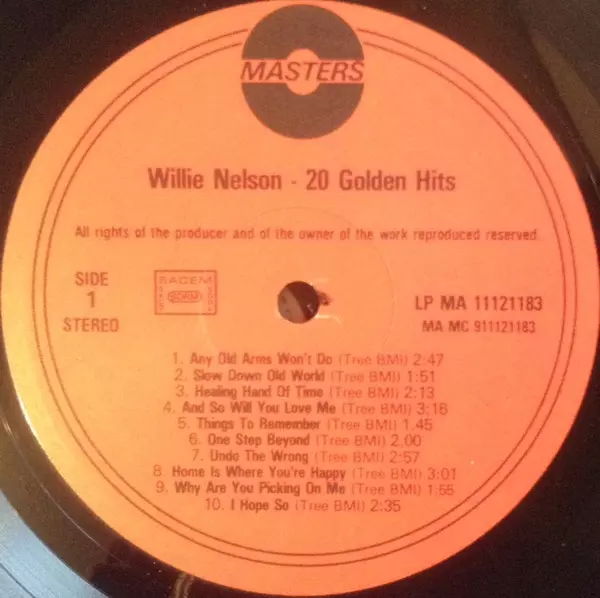 MASTERS
Willie Nelson - 20 Golden Hits
All rights of the producer and of the owner of the work reproduced reserved.
SIDE
1
STEREO
SACEM
SDRM
LP MA 11121183
MA MC 911121183
1. Any Old Arms Won't Do (Tree BMI) 2:47
2. Slow Down Old World (Tree BMI) 1:51
3. Healing Hand Of Time (Tree BMI) 2:13
4. And So Will You Love Me (Tree BMI) 3:18
5. Things To Remember (Tree BMI) 1.45
6. One Step Beyond (Tree BMI) 2.00
7. Undo The Wrong (Tree BMI) 2:57
8. Home Is Where You're Happy (Tree BMI) 3:01
9. Why Are You Picking On Me (Tree BMI) 1:55
10. I Hope So (Tree BMI) 2:35